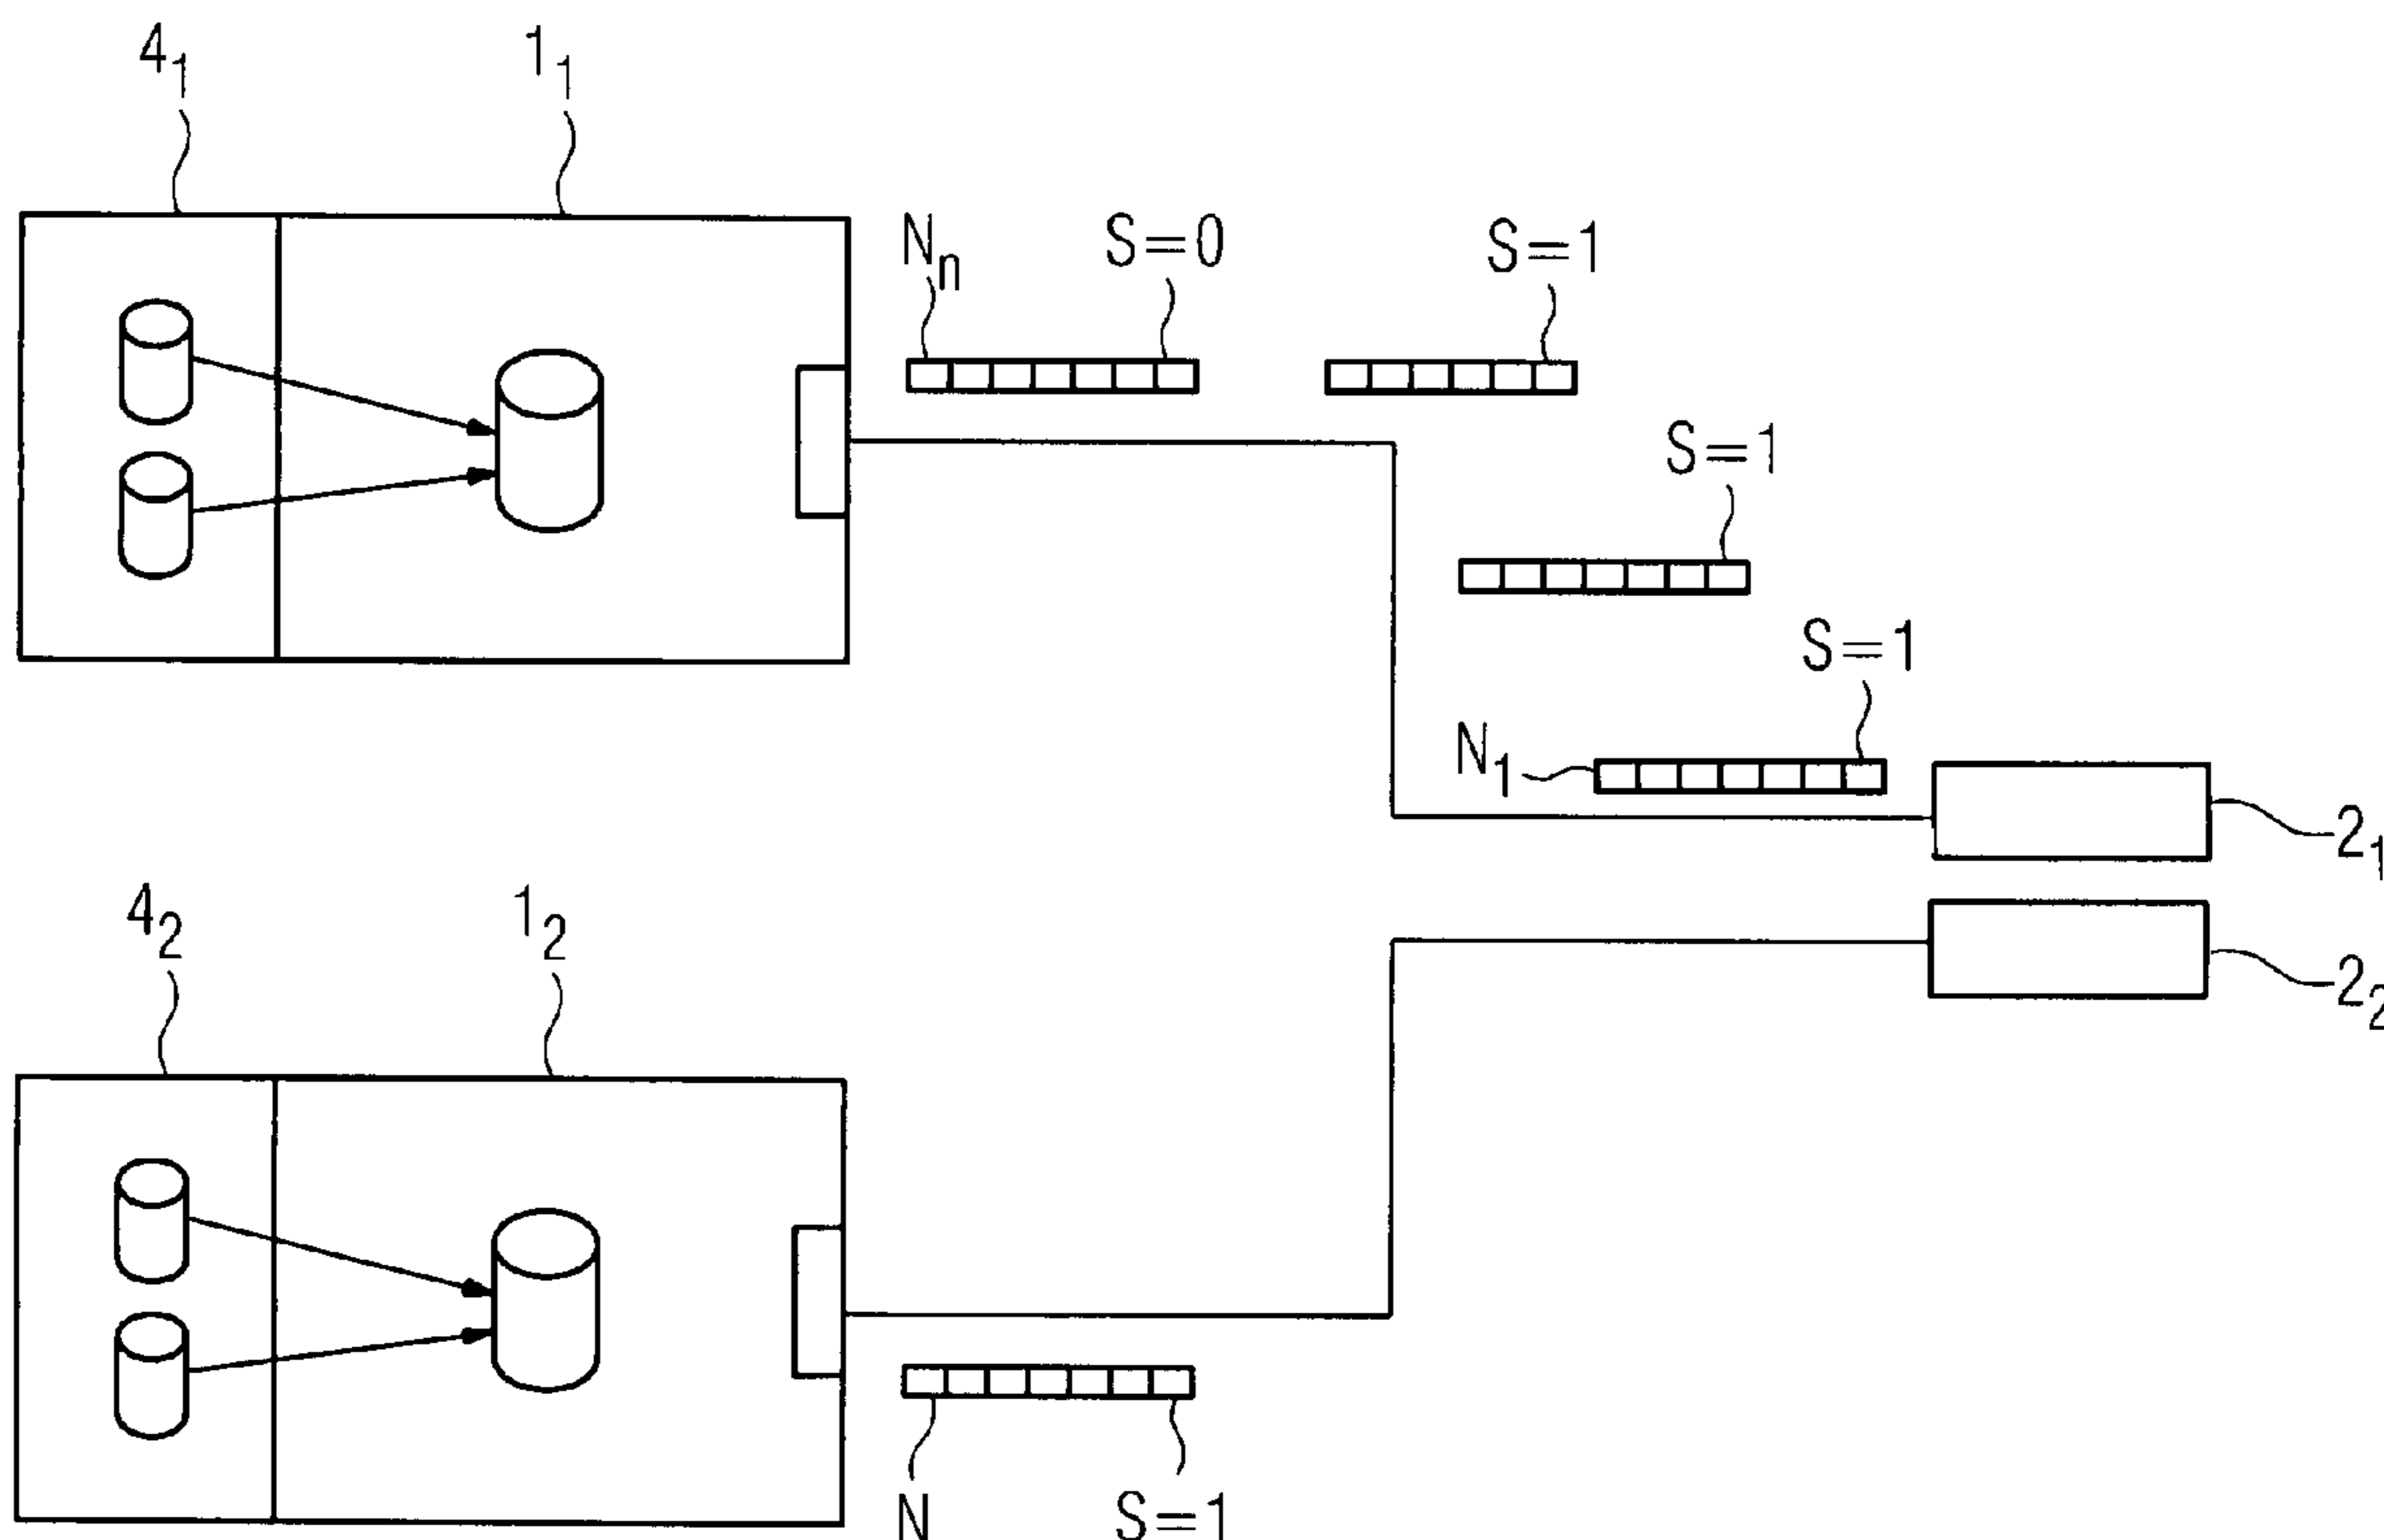 4₁ 1₁
Nₙ S=0 S=1
S=1
S=1
N₁
2₁
4₂ 1₂
2₂
N S=1